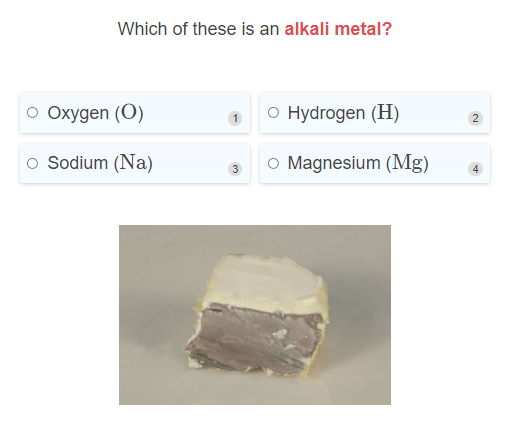 Which of these is an alkali metal?
Oxygen (O) 1
Hydrogen (H) 2
Sodium (Na) 3
Magnesium (Mg) 4